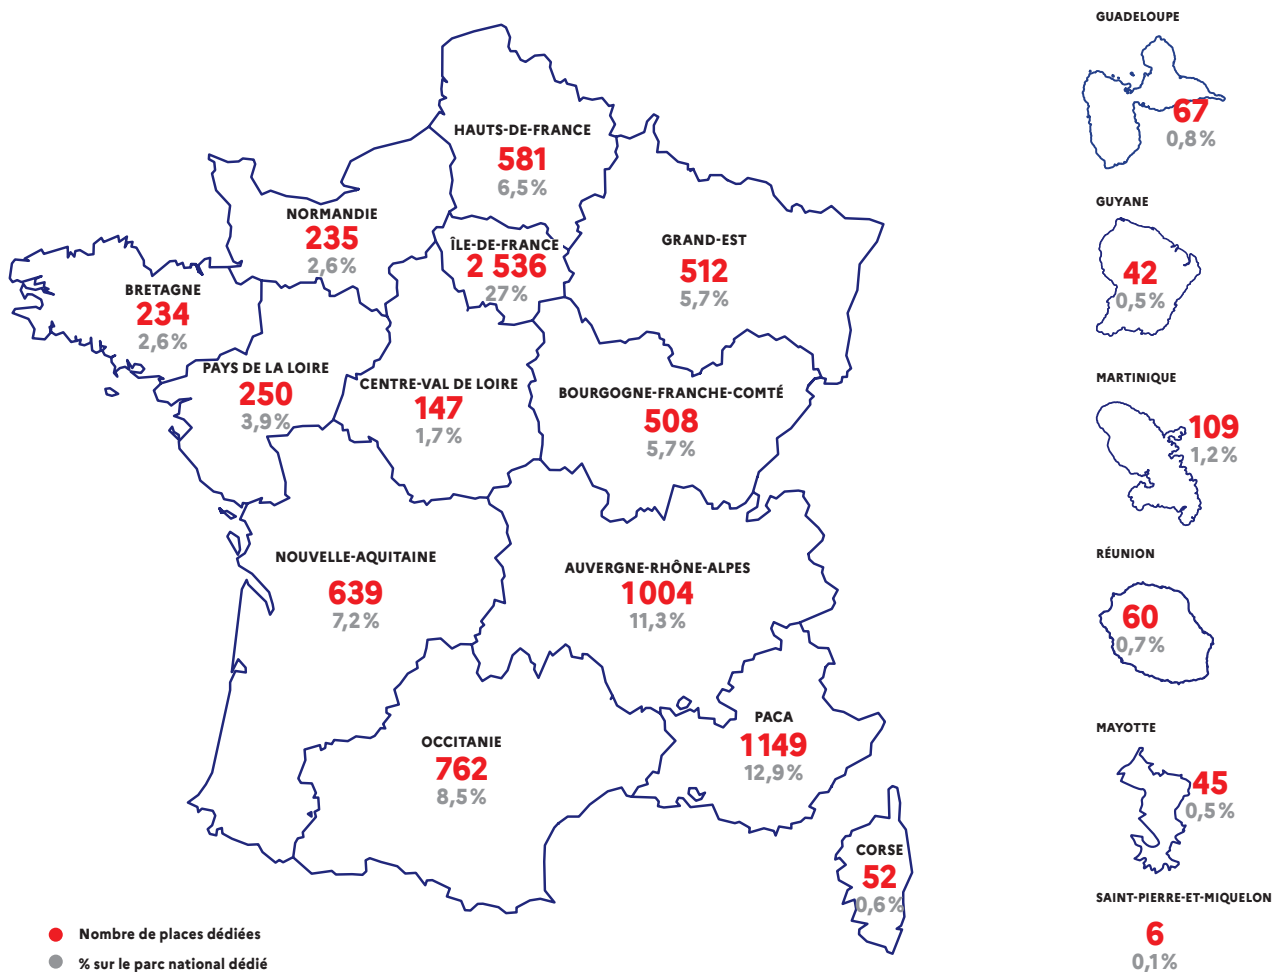 HAUTS-DE-FRANCE
581
6,5%
NORMANDIE
235
2,6%
ÎLE-DE-FRANCE
2 536
27%
GRAND-EST
512
5,7%
BRETAGNE
234
2,6%
PAYS DE LA LOIRE
250
3,9%
CENTRE-VAL DE LOIRE
147
1,7%
BOURGOGNE-FRANCHE-COMTÉ
508
5,7%
NOUVELLE-AQUITAINE
639
7,2%
AUVERGNE-RHÔNE-ALPES
1004
11,3%
OCCITANIE
762
8,5%
PACA
1149
12,9%
CORSE
52
0,6%
GUADELOUPE
67
0,8%
GUYANE
42
0,5%
MARTINIQUE
109
1,2%
RÉUNION
60
0,7%
MAYOTTE
45
0,5%
SAINT-PIERRE-ET-MIQUELON
6
0,1%
Nombre de places dédiées
% sur le parc national dédié